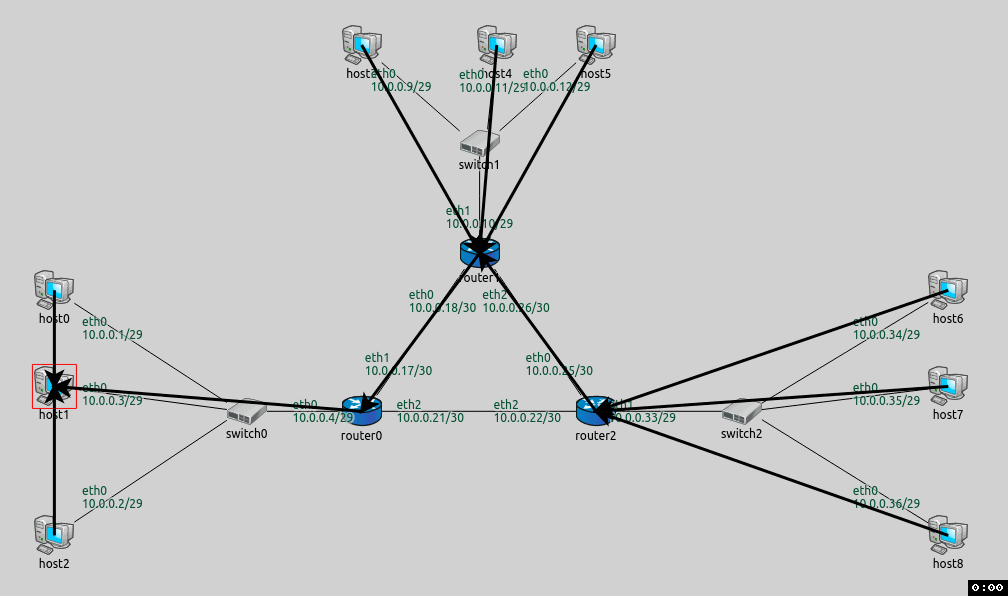 eth0
10.0.0.9/29
eth0
10.0.0.11/29
host4
eth0
10.0.0.12/29
host5
switch1
eth1
10.0.0.10/29
eth0
10.0.0.18/30
eth2
10.0.0.26/30
host0
eth0
10.0.0.1/29
host6
eth0
10.0.0.34/29
eth1
10.0.0.17/30
eth0
10.0.0.25/30
host1
eth0
10.0.0.3/29
host7
eth0
10.0.0.35/29
eth0
10.0.0.4/29
eth2
10.0.0.21/30
eth2
10.0.0.22/30
10.0.0.33/29
switch0
router0
router2
switch2
eth0
10.0.0.2/29
eth0
10.0.0.36/29
host2
host8
0:00